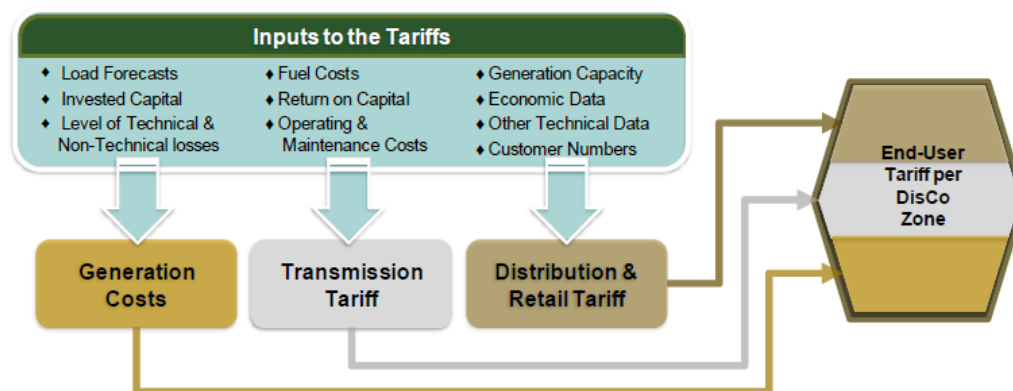 Inputs to the Tariffs
♦ Load Forecasts
♦ Invested Capital
♦ Level of Technical &
Non-Technical losses
♦ Fuel Costs
♦ Return on Capital
♦ Operating &
Maintenance Costs
♦ Generation Capacity
♦ Economic Data
♦ Other Technical Data
♦ Customer Numbers
Generation
Costs
Transmission
Tariff
Distribution &
Retail Tariff
End-User
Tariff per
DisCo
Zone